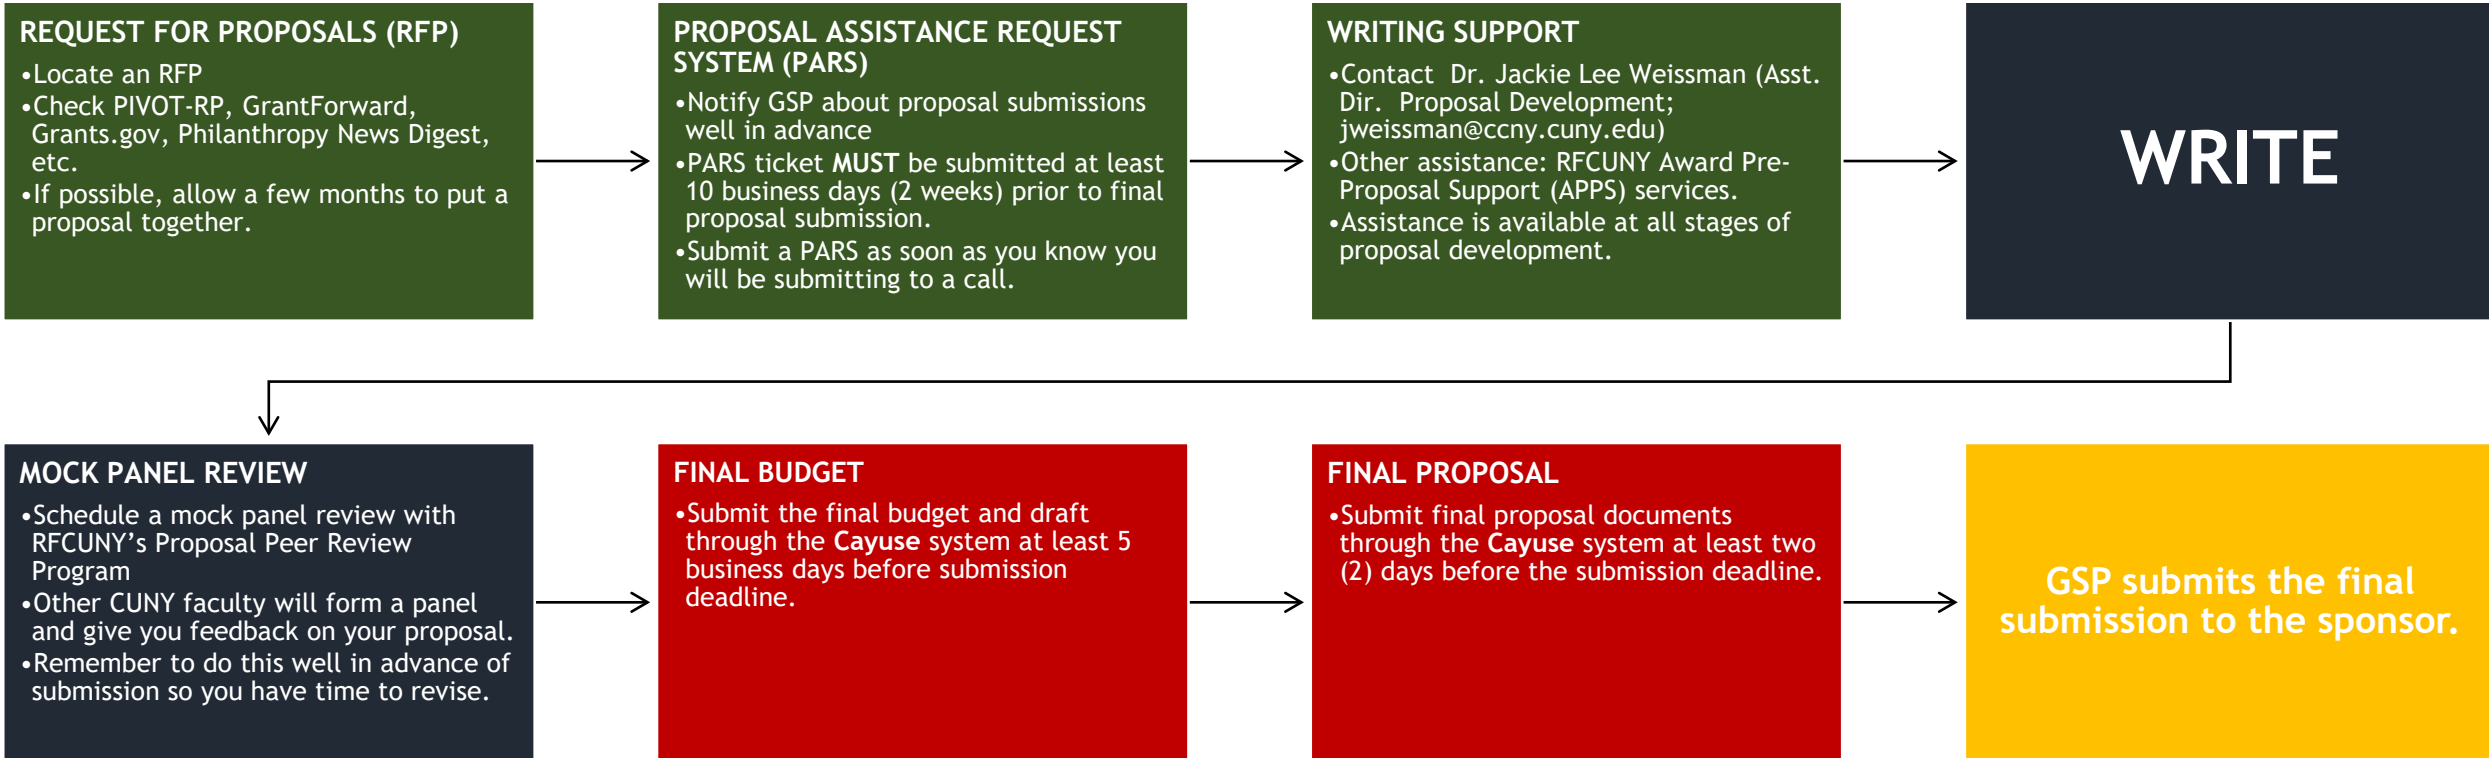 REQUEST FOR PROPOSALS (RFP)
•Locate an RFP
•Check PIVOT-RP, GrantForward,
Grants.gov, Philanthropy News Digest,
etc.
•If possible, allow a few months to put a
proposal together.
PROPOSAL ASSISTANCE REQUEST
SYSTEM (PARS)
•Notify GSP about proposal submissions
well in advance
•PARS ticket MUST be submitted at least
10 business days (2 weeks) prior to final
proposal submission.
•Submit a PARS as soon as you know you
will be submitting to a call.
WRITING SUPPORT
•Contact  Dr. Jackie Lee Weissman (Asst.
Dir.  Proposal Development;
jweissman@ccny.cuny.edu)
•Other assistance: RFCUNY Award Pre-
Proposal Support (APPS) services.
•Assistance is available at all stages of
proposal development.
WRITE
MOCK PANEL REVIEW
•Schedule a mock panel review with
RFCUNY’s Proposal Peer Review
Program
•Other CUNY faculty will form a panel
and give you feedback on your proposal.
•Remember to do this well in advance of
submission so you have time to revise.
FINAL BUDGET
•Submit the final budget and draft
through the Cayuse system at least 5
business days before submission
deadline.
FINAL PROPOSAL
•Submit final proposal documents
through the Cayuse system at least two
(2) days before the submission deadline.
GSP submits the final
submission to the sponsor.